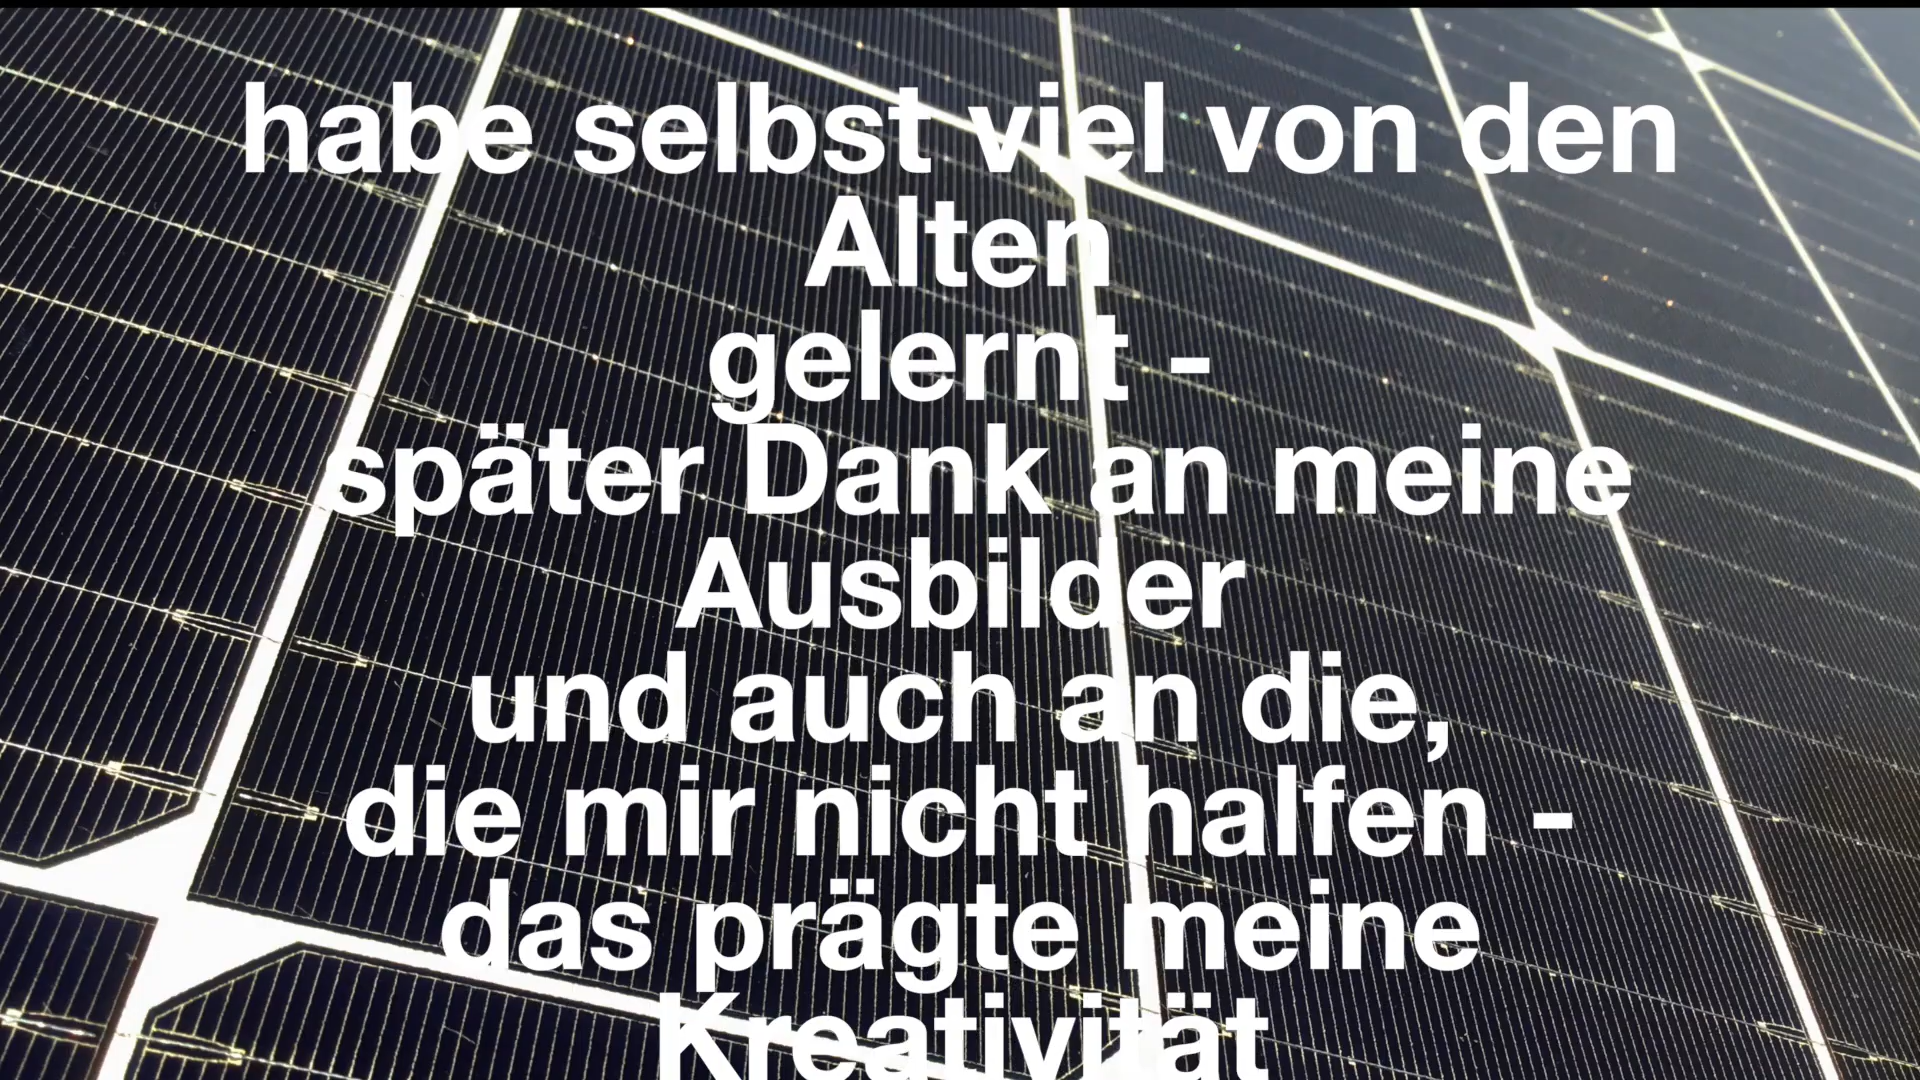 habe selbst viel von den
Alten
gelernt -
später Dank an meine
Ausbilder
und auch an die,
die mir nicht halfen -
das prägte meine
Kreativität